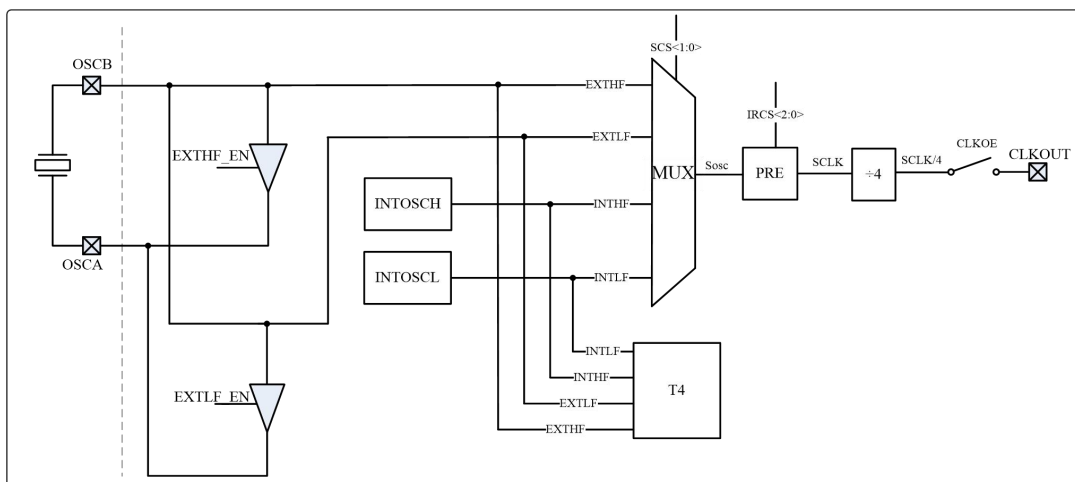 SCS<1:0>
OSCB
EXTHF
IRCS<2:0>
EXTLF
CLKOE
CLKOUT
EXTHF_EN
MUX
Sosc
PRE
SCLK
÷4
SCLK/4
INTOSCH
INTHF
OSCA
INTOSCL
INTLF
INTLF
INTHF
T4
EXTLF_EN
EXTLF
EXTHF